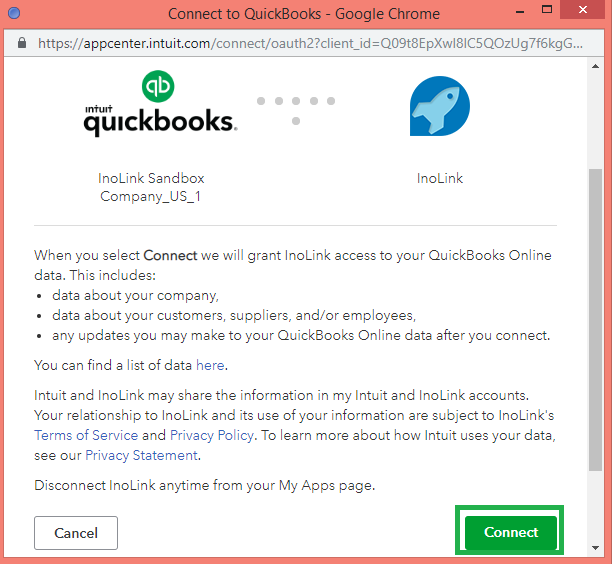 Connect to QuickBooks - Google Chrome
https://appcenter.intuit.com/connect/oauth2?client_id=Q09t8EpXwI8IC5QOzUg7f6kgG...
qb
intuit
quickbooks.
InoLink Sandbox
Company_US_1
InoLink
When you select Connect we will grant InoLink access to your QuickBooks Online
data. This includes:
• data about your company,
• data about your customers, suppliers, and/or employees,
• any updates you may make to your QuickBooks Online data after you connect.
You can find a list of data here.
Intuit and InoLink may share the information in my Intuit and InoLink accounts.
Your relationship to InoLink and its use of your information are subject to InoLink's
Terms of Service and Privacy Policy. To learn more about how Intuit uses your data,
see our Privacy Statement.
Disconnect InoLink anytime from your My Apps page.
Cancel
Connect